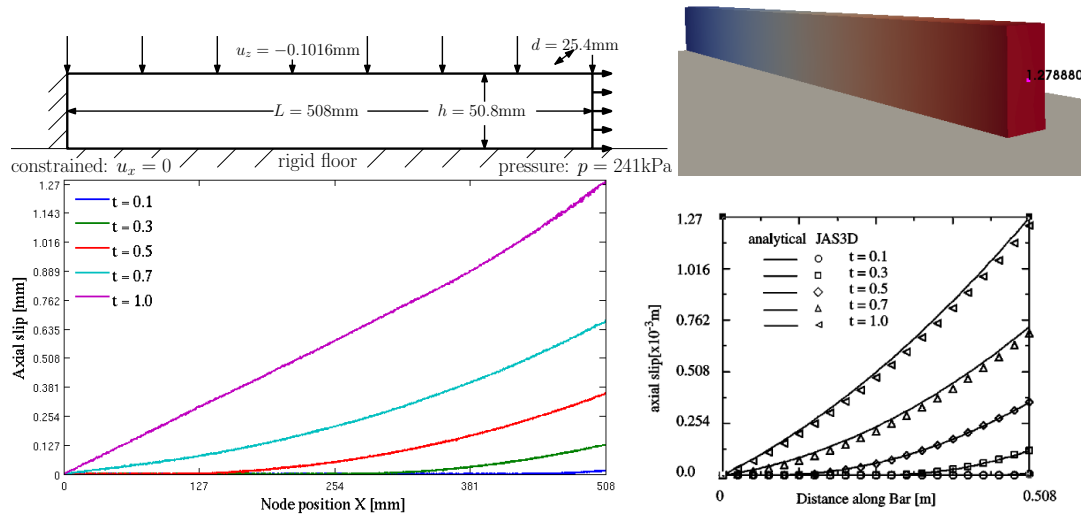 u_z = −0.1016mm
d = 25.4mm
L = 508mm
h = 50.8mm
constrained: u_x = 0
rigid floor
pressure: p = 241kPa
1.278880
1.27
1.143
1.016
0.889
0.762
0.635
0.508
0.381
0.254
0.127
0
t = 0.1
t = 0.3
t = 0.5
t = 0.7
t = 1.0
Axial slip [mm]
0
127
254
381
508
Node position X [mm]
1.27
1.016
0.762
0.508
0.254
0.0
analytical JAS3D
t = 0.1
t = 0.3
t = 0.5
t = 0.7
t = 1.0
axial slip[x10⁻³m]
0
Distance along Bar [m]
0.508